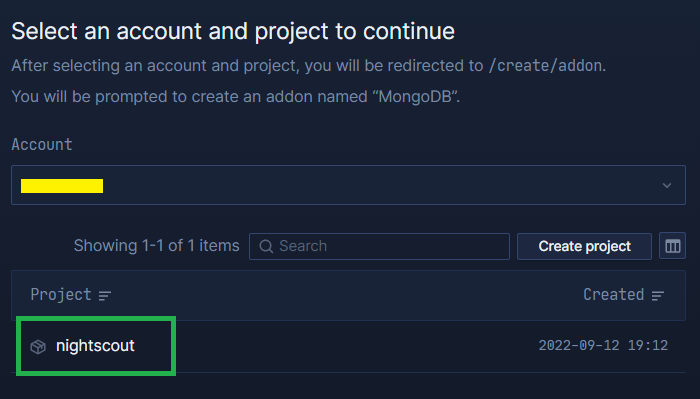 Select an account and project to continue
After selecting an account and project, you will be redirected to /create/addon.
You will be prompted to create an addon named “MongoDB”.
Account
Showing 1-1 of 1 items Search Create project
Project Created
nightscout 2022-09-12 19:12